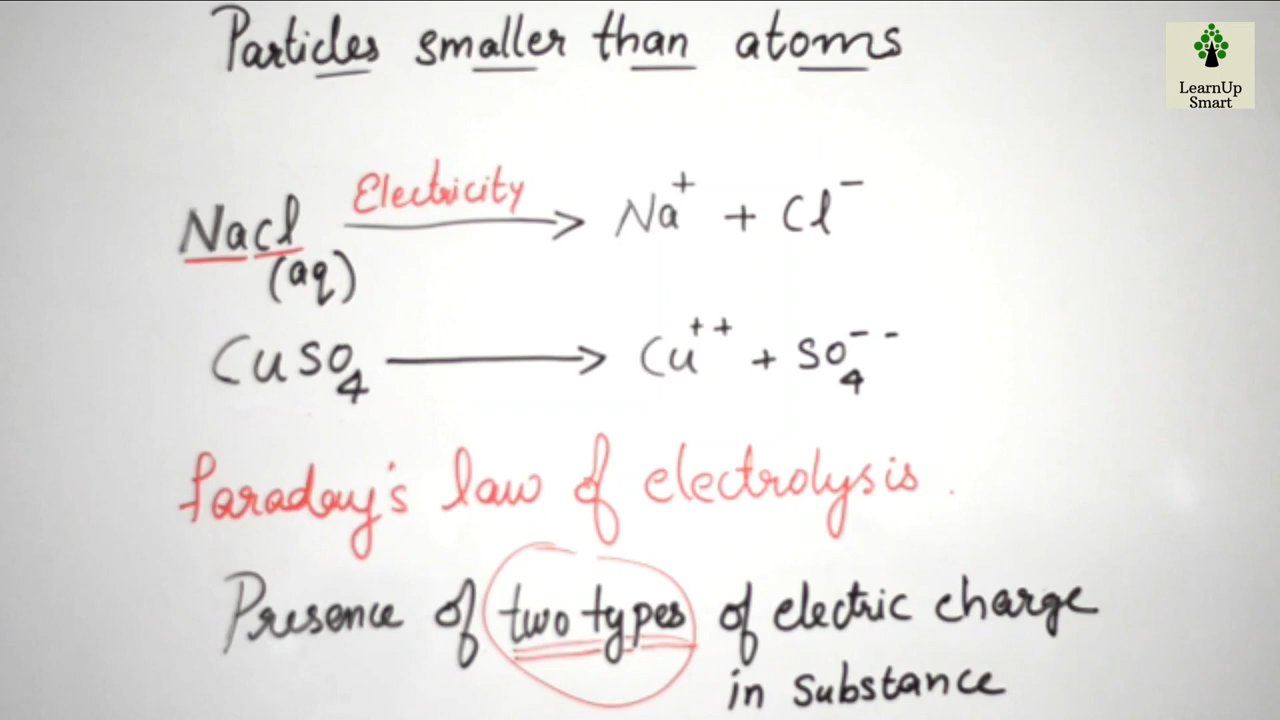 Particles smaller than atoms
LearnUp
Smart
Electricity
Nacl ⟶ Na⁺ + Cl⁻
(aq)
CuSO₄ ⟶ Cu⁺⁺ + SO₄⁻⁻
Faraday's law of electrolysis.
Presence of two types of electric charge
in substance